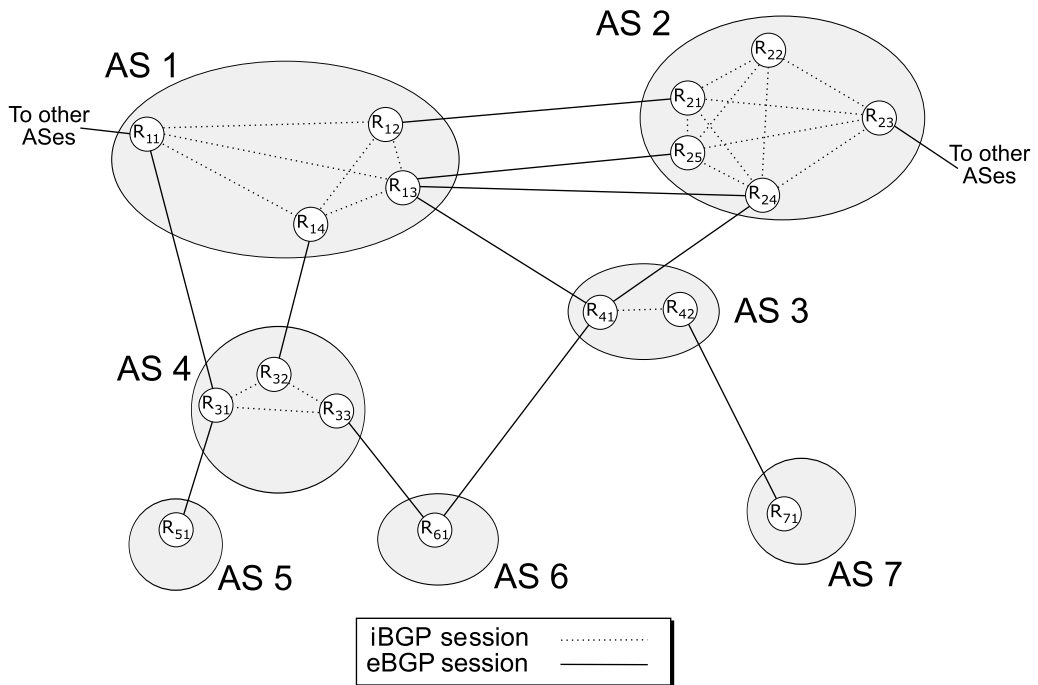 AS 2
R22
AS 1
To other
ASes
R21
R12
R23
R11
R25
To other
ASes
R13
R24
R14
R41
R42
AS 3
AS 4
R32
R31
R33
R51
R61
R71
AS 5
AS 6
AS 7
iBGP session
eBGP session